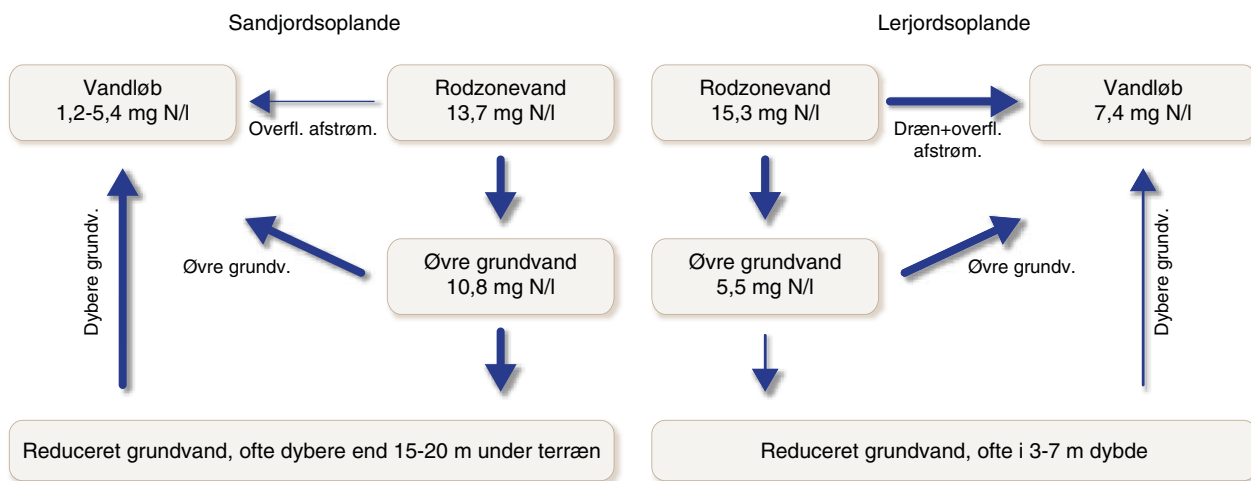 Sandjordsoplande
Vandløb
1,2-5,4 mg N/l
Overfl. afstrøm.
Rodzonevand
13,7 mg N/l
Dybere grundv.
Øvre grundv.
Øvre grundvand
10,8 mg N/l
Reduceret grundvand, ofte dybere end 15-20 m under terræn
Lerjordsoplande
Rodzonevand
15,3 mg N/l
Dræn+overfl.
afstrøm.
Vandløb
7,4 mg N/l
Øvre grundvand
5,5 mg N/l
Øvre grundv.
Dybere grundv.
Reduceret grundvand, ofte i 3-7 m dybde